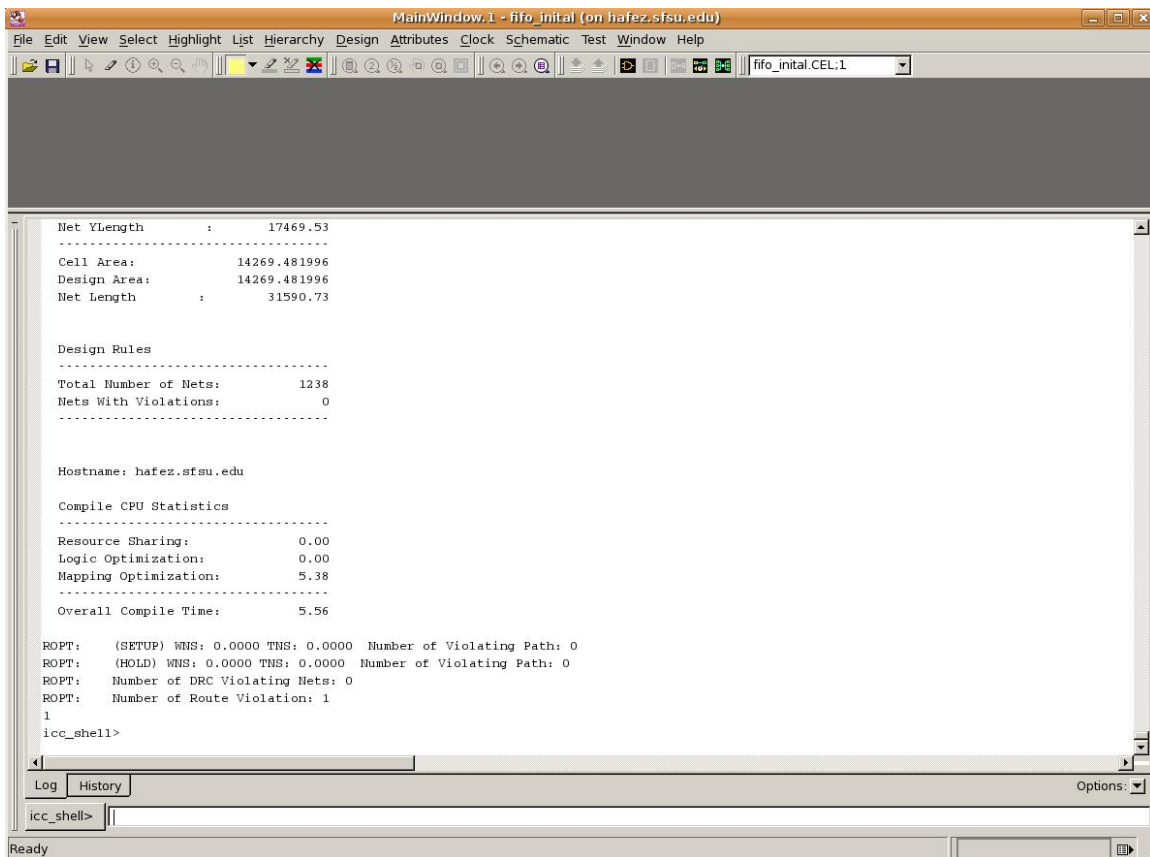 MainWindow.1 - fifo_inital (on hafez.sfsu.edu)
File Edit View Select Highlight List Hierarchy Design Attributes Clock Schematic Test Window Help
fifo_inital.CEL;1
Net YLength : 17469.53
-----------------------------------
Cell Area: 14269.481996
Design Area: 14269.481996
Net Length : 31590.73
Design Rules
-----------------------------------
Total Number of Nets: 1238
Nets With Violations: 0
-----------------------------------
Hostname: hafez.sfsu.edu
Compile CPU Statistics
-----------------------------------
Resource Sharing: 0.00
Logic Optimization: 0.00
Mapping Optimization: 5.38
-----------------------------------
Overall Compile Time: 5.56
ROPT: (SETUP) WNS: 0.0000 TNS: 0.0000 Number of Violating Path: 0
ROPT: (HOLD) WNS: 0.0000 TNS: 0.0000 Number of Violating Path: 0
ROPT: Number of DRC Violating Nets: 0
ROPT: Number of Route Violation: 1
1
icc_shell>
Log History Options:
icc_shell>
Ready